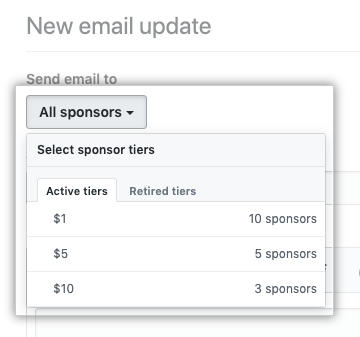 New email update
Send email to
All sponsors
Select sponsor tiers
Active tiers Retired tiers
$1 10 sponsors
$5 5 sponsors
$10 3 sponsors